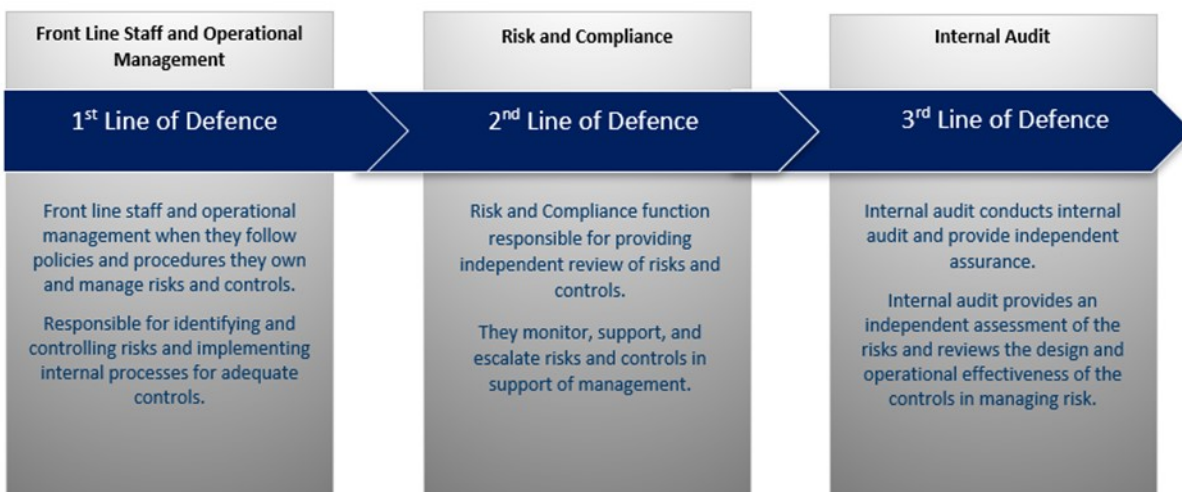 Front Line Staff and Operational
Management
1st Line of Defence
Front line staff and operational
management when they follow
policies and procedures they own
and manage risks and controls.
Responsible for identifying and
controlling risks and implementing
internal processes for adequate
controls.
Risk and Compliance
2nd Line of Defence
Risk and Compliance function
responsible for providing
independent review of risks and
controls.
They monitor, support, and
escalate risks and controls in
support of management.
Internal Audit
3rd Line of Defence
Internal audit conducts internal
audit and provide independent
assurance.
Internal audit provides an
independent assessment of the
risks and reviews the design and
operational effectiveness of the
controls in managing risk.